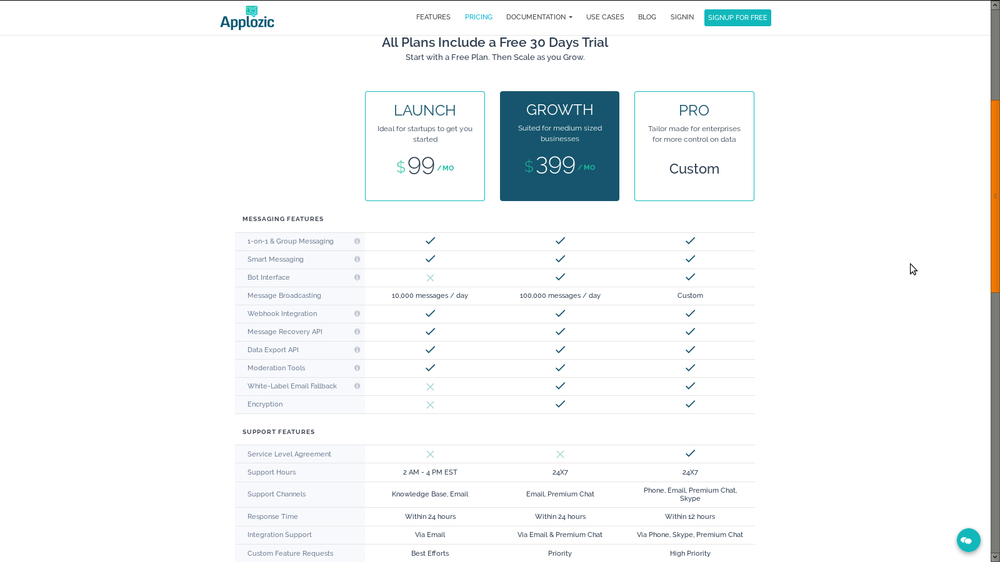 Applozic
FEATURES PRICING DOCUMENTATION USE CASES BLOG SIGNIN SIGNUP FOR FREE
All Plans Include a Free 30 Days Trial
Start with a Free Plan. Then Scale as you Grow.
LAUNCH
Ideal for startups to get you
started
$99 /MO
GROWTH
Suited for medium sized
businesses
$399 /MO
PRO
Tailor made for enterprises
for more control on data
Custom
MESSAGING FEATURES
1-on-1 & Group Messaging
Smart Messaging
Bot Interface
Message Broadcasting 10,000 messages / day 100,000 messages / day Custom
Webhook Integration
Message Recovery API
Data Export API
Moderation Tools
White-Label Email Fallback
Encryption
SUPPORT FEATURES
Service Level Agreement
Support Hours 2 AM - 4 PM EST 24X7 24X7
Support Channels Knowledge Base, Email Email, Premium Chat Phone, Email, Premium Chat,
Skype
Response Time Within 24 hours Within 24 hours Within 12 hours
Integration Support Via Email Via Email & Premium Chat Via Phone, Skype, Premium Chat
Custom Feature Requests Best Efforts Priority High Priority